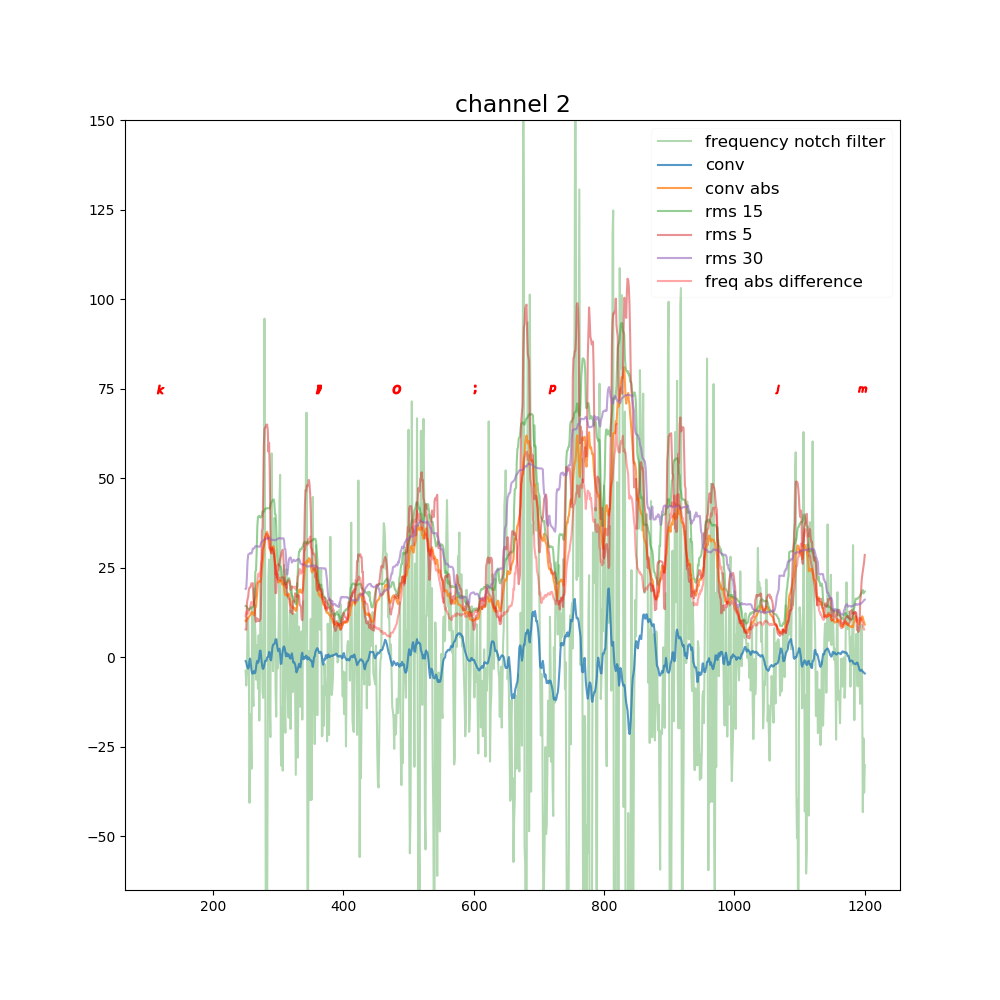 channel 2
150
125
100
75
50
25
0
−25
−50
frequency notch filter
conv
conv abs
rms 15
rms 5
rms 30
freq abs difference
k O ; p j m
200 400 600 800 1000 1200